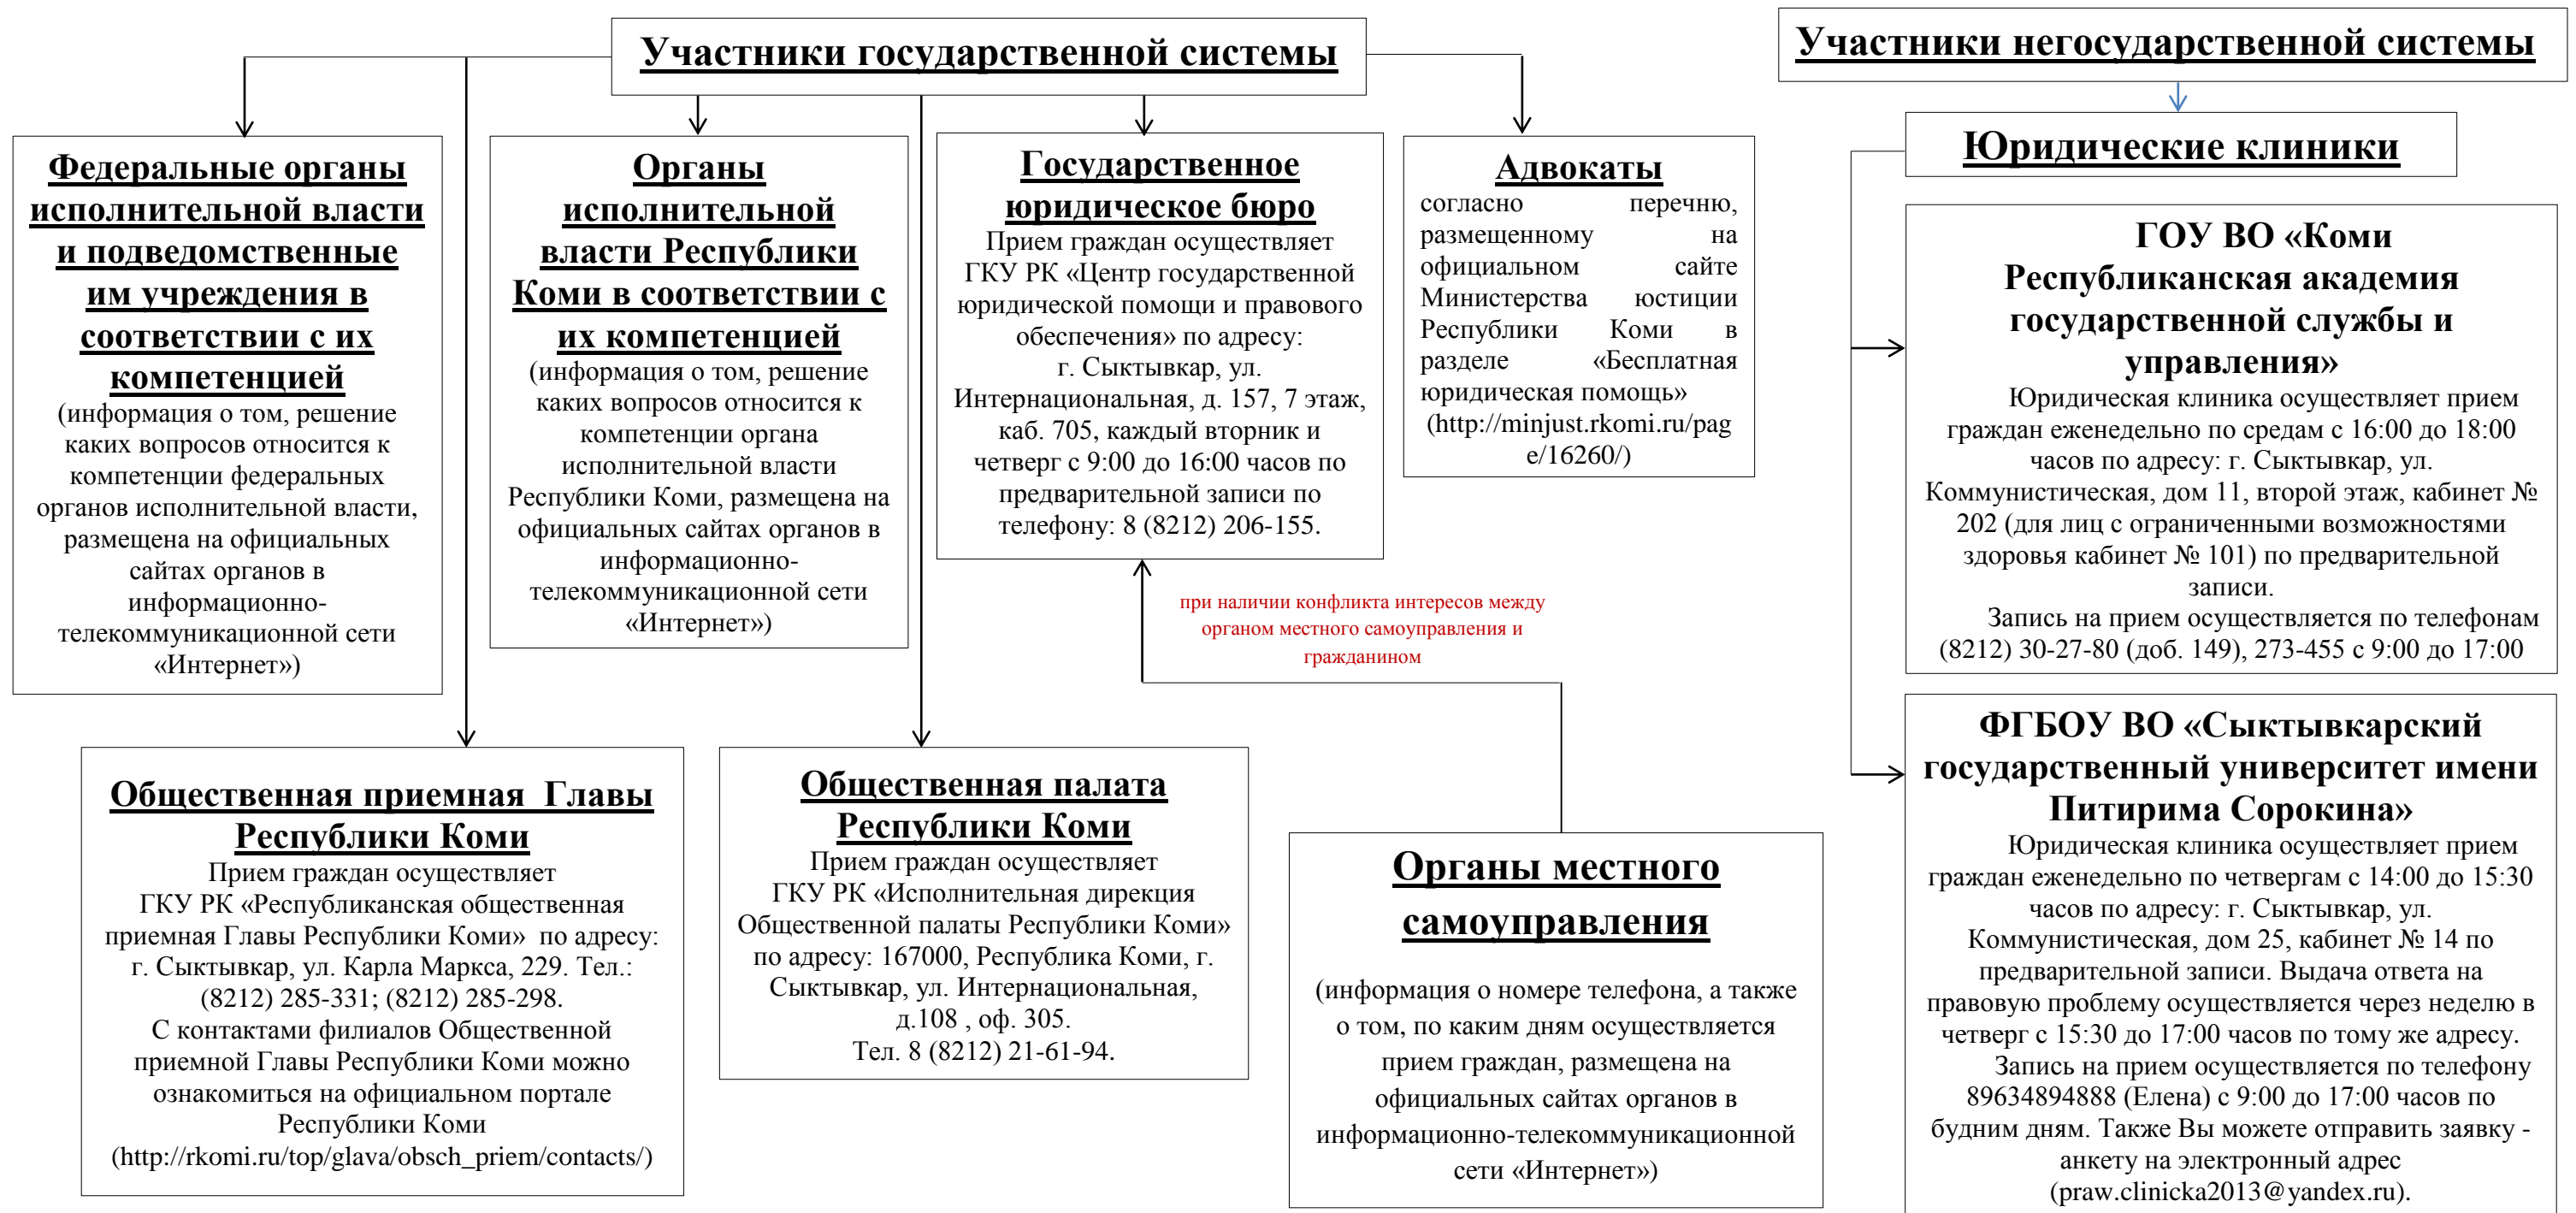 Участники государственной системы
Участники негосударственной системы
Федеральные органы
исполнительной власти
и подведомственные
им учреждения в
соответствии с их
компетенцией
(информация о том, решение
каких вопросов относится к
компетенции федеральных
органов исполнительной власти,
размещена на официальных
сайтах органов в
информационно-
телекоммуникационной сети
«Интернет»)
Органы
исполнительной
власти Республики
Коми в соответствии с
их компетенцией
(информация о том, решение
каких вопросов относится к
компетенции органа
исполнительной власти
Республики Коми, размещена на
официальных сайтах органов в
информационно-
телекоммуникационной сети
«Интернет»)
Государственное
юридическое бюро
Прием граждан осуществляет
ГКУ РК «Центр государственной
юридической помощи и правового
обеспечения» по адресу:
г. Сыктывкар, ул.
Интернациональная, д. 157, 7 этаж,
каб. 705, каждый вторник и
четверг с 9:00 до 16:00 часов по
предварительной записи по
телефону: 8 (8212) 206-155.
Адвокаты
согласно перечню,
размещенному на
официальном сайте
Министерства юстиции
Республики Коми в
разделе «Бесплатная
юридическая помощь»
(http://minjust.rkomi.ru/pag
e/16260/)
при наличии конфликта интересов между
органом местного самоуправления и
гражданином
Общественная приемная Главы
Республики Коми
Прием граждан осуществляет
ГКУ РК «Республиканская общественная
приемная Главы Республики Коми» по адресу:
г. Сыктывкар, ул. Карла Маркса, 229. Тел.:
(8212) 285-331; (8212) 285-298.
С контактами филиалов Общественной
приемной Главы Республики Коми можно
ознакомиться на официальном портале
Республики Коми
(http://rkomi.ru/top/glava/obsch_priem/contacts/)
Общественная палата
Республики Коми
Прием граждан осуществляет
ГКУ РК «Исполнительная дирекция
Общественной палаты Республики Коми»
по адресу: 167000, Республика Коми, г.
Сыктывкар, ул. Интернациональная,
д.108 , оф. 305.
Тел. 8 (8212) 21-61-94.
Органы местного
самоуправления
(информация о номере телефона, а также
о том, по каким дням осуществляется
прием граждан, размещена на
официальных сайтах органов в
информационно-телекоммуникационной
сети «Интернет»)
Юридические клиники
ГОУ ВО «Коми
Республиканская академия
государственной службы и
управления»
Юридическая клиника осуществляет прием
граждан еженедельно по средам с 16:00 до 18:00
часов по адресу: г. Сыктывкар, ул.
Коммунистическая, дом 11, второй этаж, кабинет №
202 (для лиц с ограниченными возможностями
здоровья кабинет № 101) по предварительной
записи.
Запись на прием осуществляется по телефонам
(8212) 30-27-80 (доб. 149), 273-455 с 9:00 до 17:00
ФГБОУ ВО «Сыктывкарский
государственный университет имени
Питирима Сорокина»
Юридическая клиника осуществляет прием
граждан еженедельно по четвергам с 14:00 до 15:30
часов по адресу: г. Сыктывкар, ул.
Коммунистическая, дом 25, кабинет № 14 по
предварительной записи. Выдача ответа на
правовую проблему осуществляется через неделю в
четверг с 15:30 до 17:00 часов по тому же адресу.
Запись на прием осуществляется по телефону
89634894888 (Елена) с 9:00 до 17:00 часов по
будним дням. Также Вы можете отправить заявку -
анкету на электронный адрес
(praw.clinicka2013@yandex.ru).